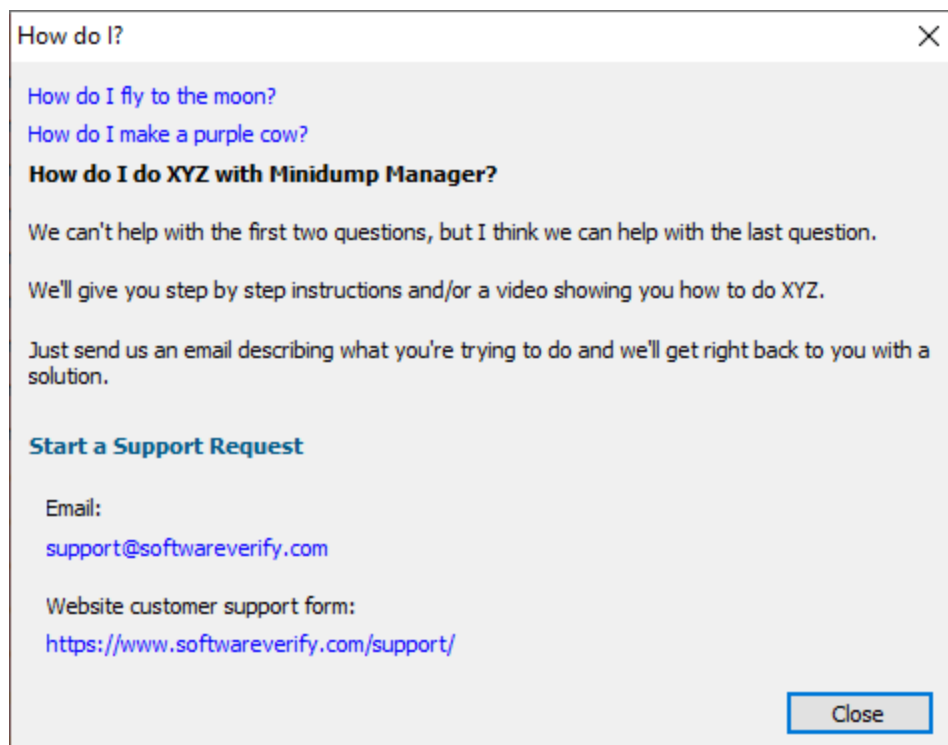 How do I?
How do I fly to the moon?
How do I make a purple cow?
How do I do XYZ with Minidump Manager?
We can't help with the first two questions, but I think we can help with the last question.
We'll give you step by step instructions and/or a video showing you how to do XYZ.
Just send us an email describing what you're trying to do and we'll get right back to you with a
solution.
Start a Support Request
Email:
support@softwareverify.com
Website customer support form:
https://www.softwareverify.com/support/
Close